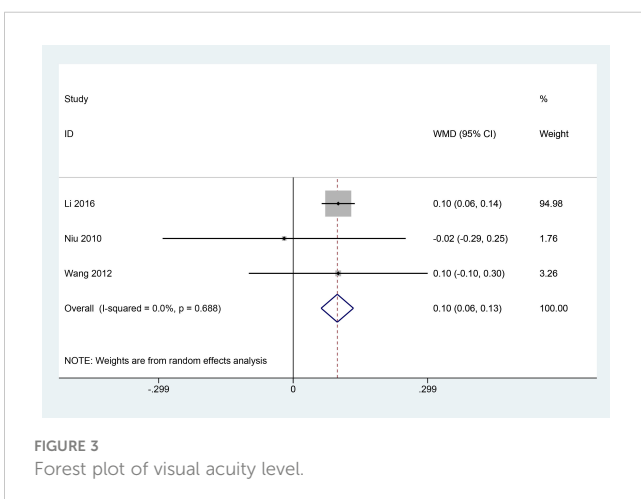 Study %
ID WMD (95% CI) Weight
Li 2016 0.10 (0.06, 0.14) 94.98
Niu 2010 -0.02 (-0.29, 0.25) 1.76
Wang 2012 0.10 (-0.10, 0.30) 3.26
Overall (I-squared = 0.0%, p = 0.688) 0.10 (0.06, 0.13) 100.00
NOTE: Weights are from random effects analysis
-.299 0 .299
FIGURE 3
Forest plot of visual acuity level.